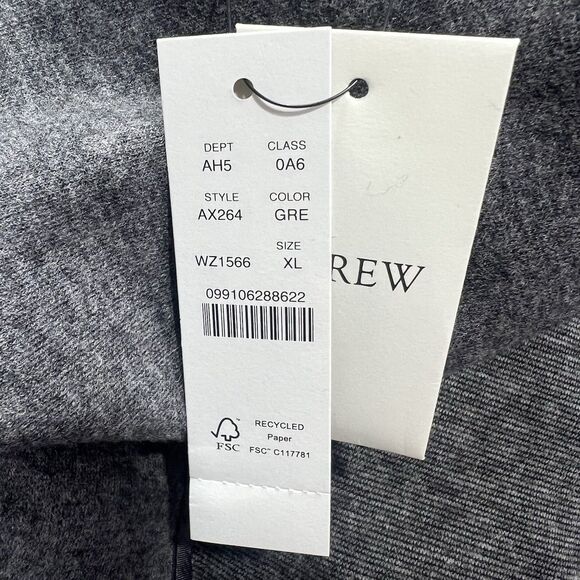 DEPT CLASS
AH5 0A6
STYLE COLOR
AX264 GRE
SIZE
WZ1566 XL
099106288622
FSC
RECYCLED
Paper
FSC™ C117781
REW